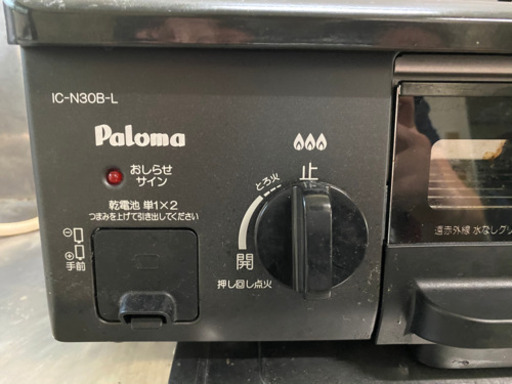 IC-N30B-L
Paloma
おしらせ
サイン
乾電池 単1×2
つまみを上げて引き出してください
⊖
⊕
手前
止
とろ火
開
押し回し点火
遠赤外線 水なしグリ